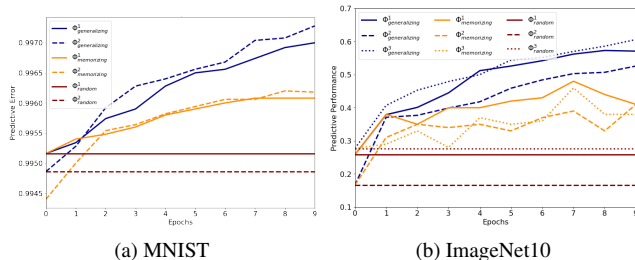 Φ¹generalizing
Φ²generalizing
Φ¹memorizing
Φ²memorizing
Φ¹random
Φ²random
0.9970
0.9965
0.9960
0.9955
0.9950
0.9945
Predictive Error
0 1 2 3 4 5 6 7 8 9
Epochs
(a) MNIST
Φ¹generalizing Φ¹memorizing Φ¹random
Φ²generalizing Φ²memorizing Φ²random
Φ³generalizing Φ³memorizing Φ³random
0.7
0.6
0.5
0.4
0.3
0.2
0.1
Predictive Performance
0 1 2 3 4 5 6 7 8 9
Epochs
(b) ImageNet10